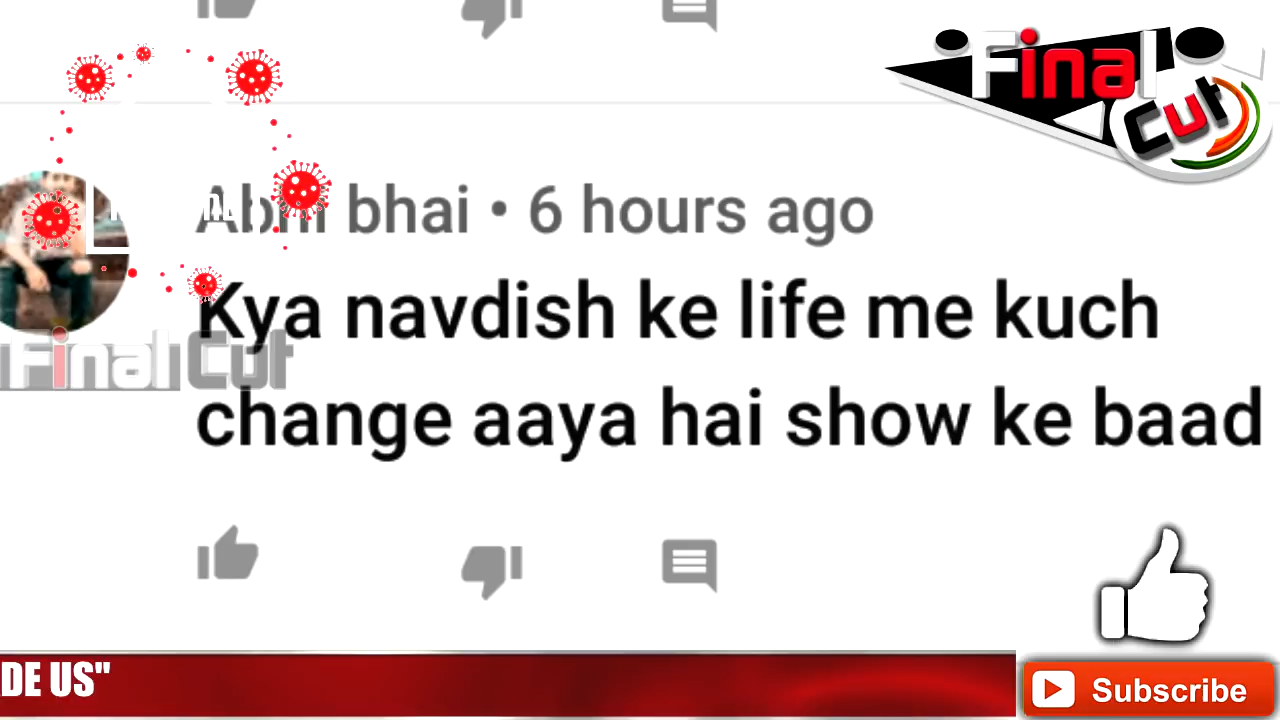 Final
Cut
Abhi bhai • 6 hours ago
Kya navdish ke life me kuch
change aaya hai show ke baad
Final Cut
DE US"
Subscribe